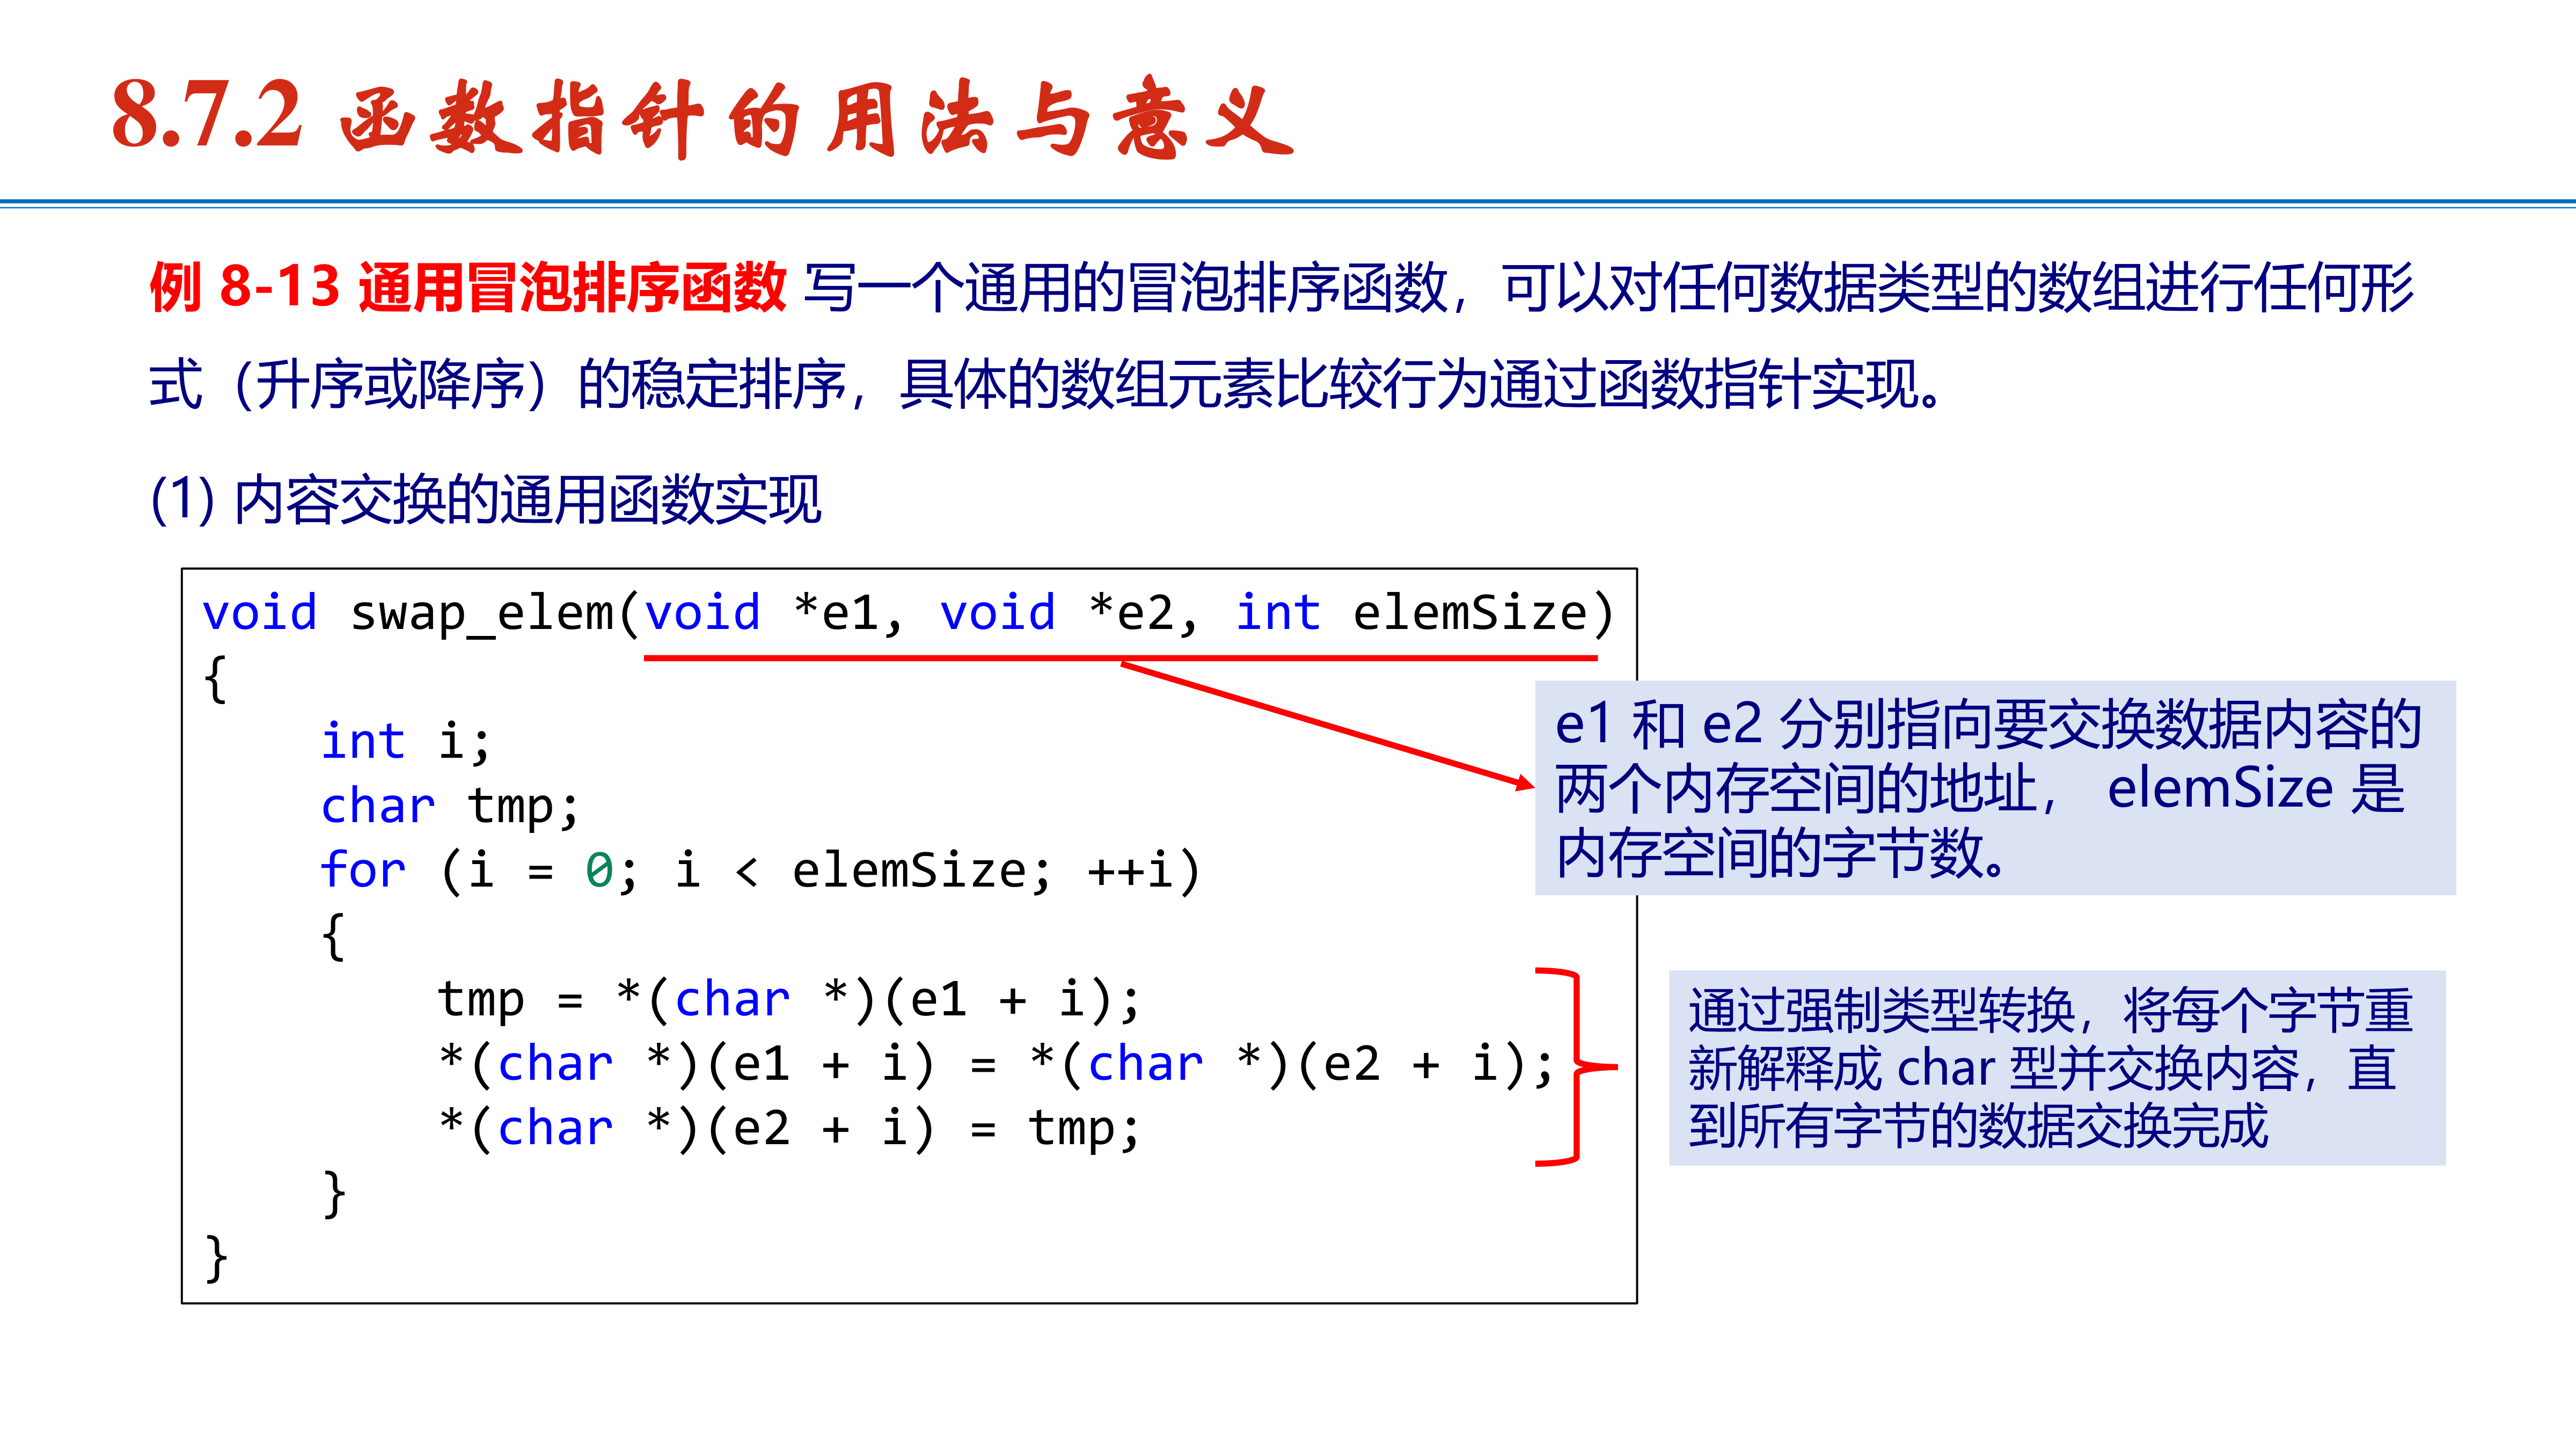 8.7.2 函数指针的用法与意义
例 8-13 通用冒泡排序函数 写一个通用的冒泡排序函数，可以对任何数据类型的数组进行任何形
式（升序或降序）的稳定排序，具体的数组元素比较行为通过函数指针实现。
(1) 内容交换的通用函数实现
void swap_elem(void *e1, void *e2, int elemSize)
{
    int i;
    char tmp;
    for (i = 0; i < elemSize; ++i)
    {
        tmp = *(char *)(e1 + i);
        *(char *)(e1 + i) = *(char *)(e2 + i);
        *(char *)(e2 + i) = tmp;
    }
}
e1 和 e2 分别指向要交换数据内容的
两个内存空间的地址， elemSize 是
内存空间的字节数。
通过强制类型转换，将每个字节重
新解释成 char 型并交换内容，直
到所有字节的数据交换完成